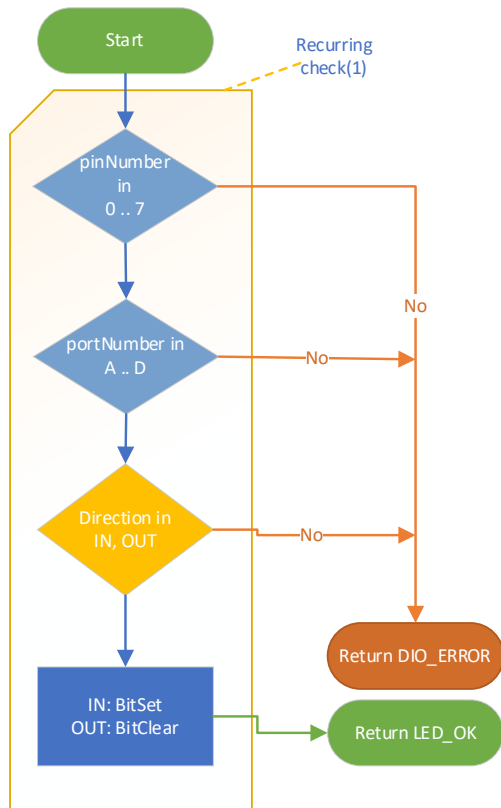 Start
Recurring
check(1)
pinNumber
in
0 .. 7
No
portNumber in
A .. D
No
Direction in
IN, OUT
No
Return DIO_ERROR
IN: BitSet
OUT: BitClear
Return LED_OK